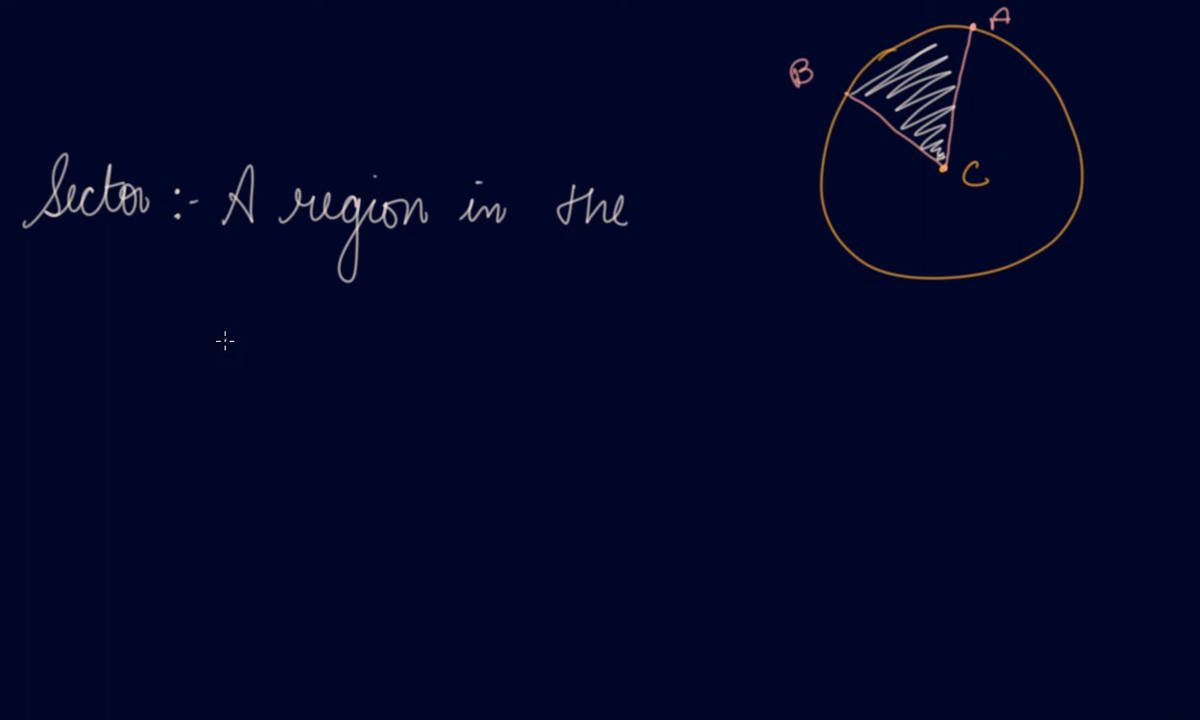 A
B
Sector :- A region in the
C